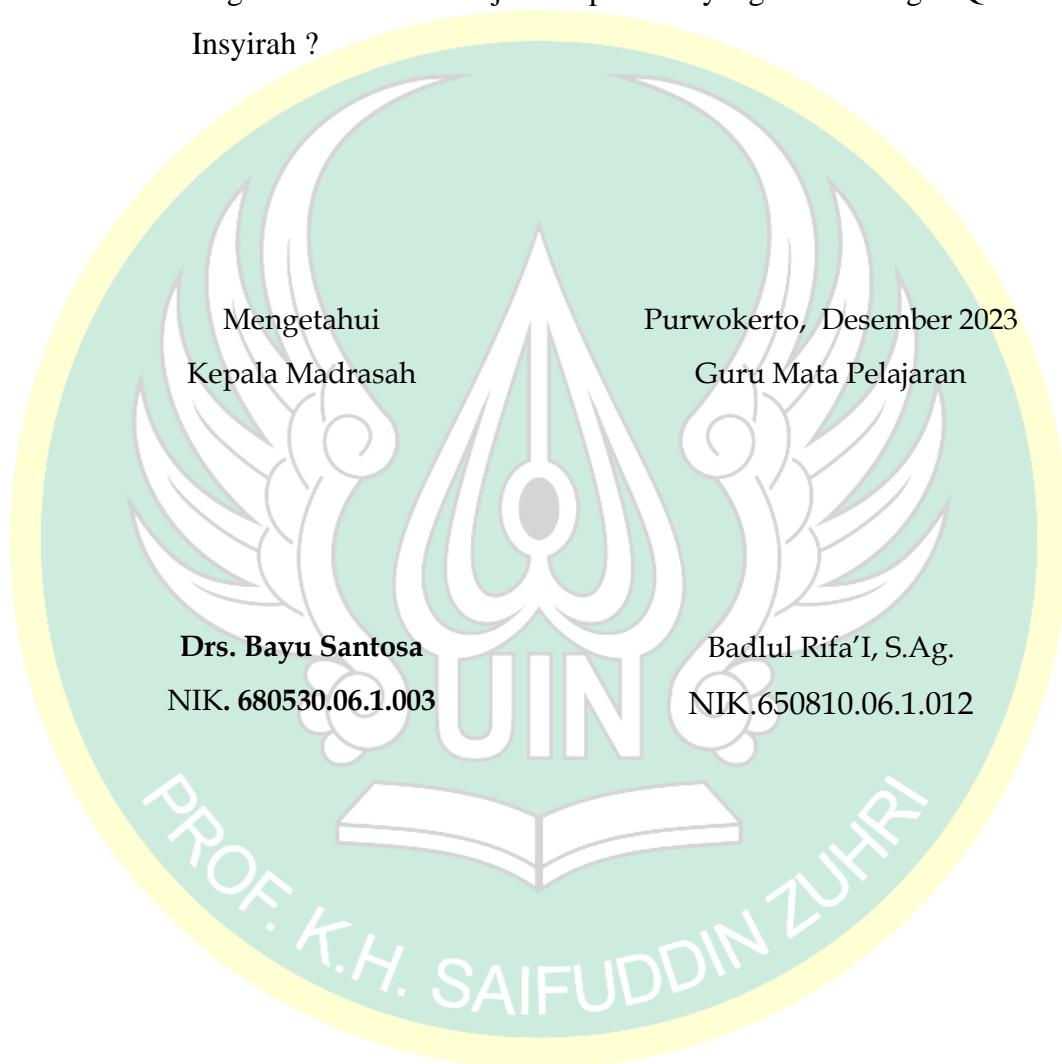 Insyirah ?
Mengetahui
Purwokerto, Desember 2023
Kepala Madrasah
Guru Mata Pelajaran
Drs. Bayu Santosa
Badlul Rifa’I, S.Ag.
NIK. 680530.06.1.003
NIK.650810.06.1.012
UIN
PROF. K.H. SAIFUDDIN ZUHRI